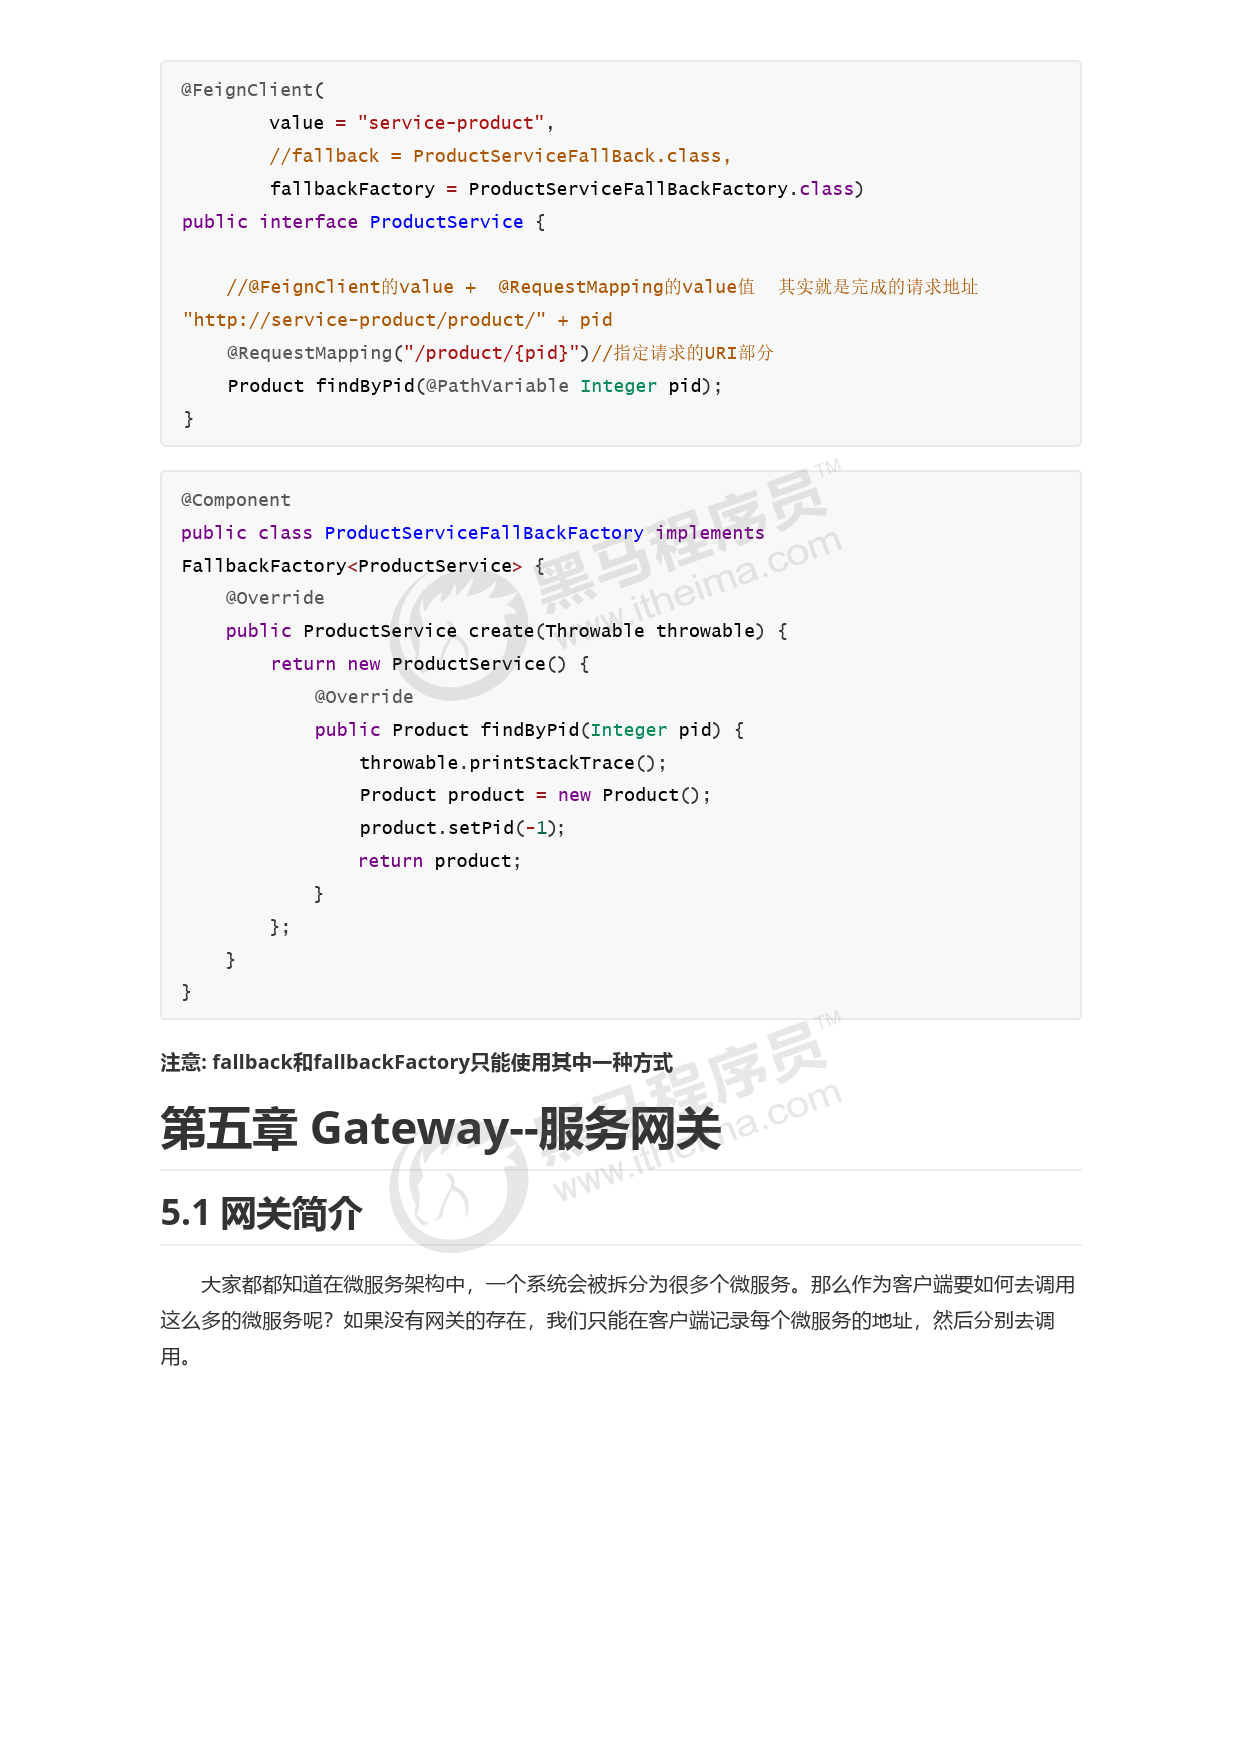 @FeignClient(
        value = "service-product",
        //fallback = ProductServiceFallBack.class,
        fallbackFactory = ProductServiceFallBackFactory.class)
public interface ProductService {
    //@FeignClient的value +  @RequestMapping的value值  其实就是完成的请求地址
"http://service-product/product/" + pid
    @RequestMapping("/product/{pid}")//指定请求的URI部分
    Product findByPid(@PathVariable Integer pid);
}
@Component
public class ProductServiceFallBackFactory implements
FallbackFactory<ProductService> {
    @Override
    public ProductService create(Throwable throwable) {
        return new ProductService() {
            @Override
            public Product findByPid(Integer pid) {
                throwable.printStackTrace();
                Product product = new Product();
                product.setPid(-1);
                return product;
            }
        };
    }
}
黑马程序员™
www.itheima.com
注意: fallback和fallbackFactory只能使用其中一种方式
第五章 Gateway--服务网关
黑马程序员™
www.itheima.com
5.1 网关简介
大家都都知道在微服务架构中，一个系统会被拆分为很多个微服务。那么作为客户端要如何去调用
这么多的微服务呢？如果没有网关的存在，我们只能在客户端记录每个微服务的地址，然后分别去调
用。